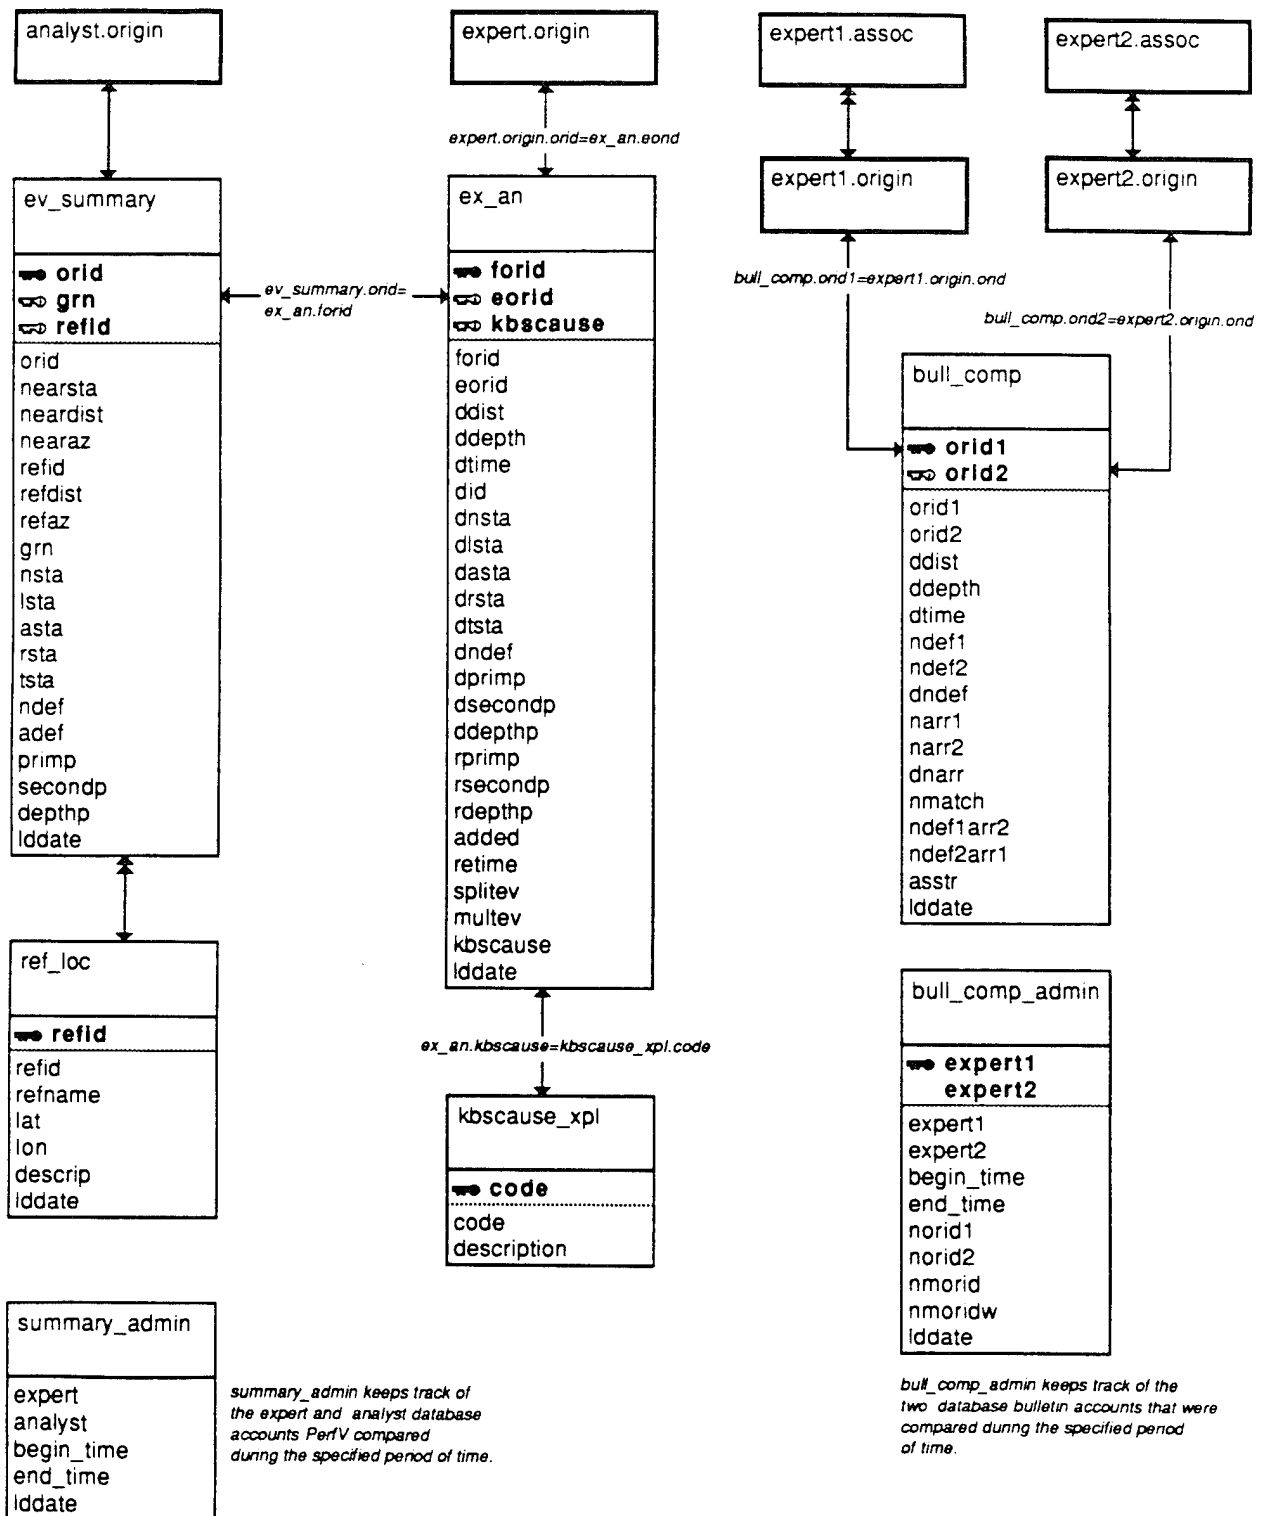 analyst.origin
expert.origin
expert1.assoc
expert2.assoc
expert.origin.orid=ex_an.eorid
expert1.origin
expert2.origin
ev_summary
orid
grn
refid
orid
nearsta
neardist
nearaz
refid
refdist
refaz
grn
nsta
lsta
asta
rsta
tsta
ndef
adef
primp
secondp
depthp
lddate
ev_summary.orid=
ex_an.forid
ex_an
forid
eorid
kbscause
forid
eorid
ddist
ddepth
dtime
did
dnsta
dlsta
dasta
drsta
dtsta
dndef
dprimp
dsecondp
ddepthp
rprimp
rsecondp
rdepthp
added
retime
splitev
multev
kbscause
lddate
bull_comp.orid1=expert1.origin.orid
bull_comp.orid2=expert2.origin.orid
bull_comp
orid1
orid2
orid1
orid2
ddist
ddepth
dtime
ndef1
ndef2
dndef
narr1
narr2
dnarr
nmatch
ndef1arr2
ndef2arr1
asstr
lddate
ref_loc
refid
refid
refname
lat
lon
descrip
lddate
ex_an.kbscause=kbscause_xpl.code
kbscause_xpl
code
code
description
bull_comp_admin
expert1
expert2
expert1
expert2
begin_time
end_time
norid1
norid2
nmorid
nmoridw
lddate
summary_admin
expert
analyst
begin_time
end_time
lddate
summary_admin keeps track of
the expert and analyst database
accounts PerfV compared
during the specified period of time.
bull_comp_admin keeps track of the
two database bulletin accounts that were
compared during the specified period
of time.